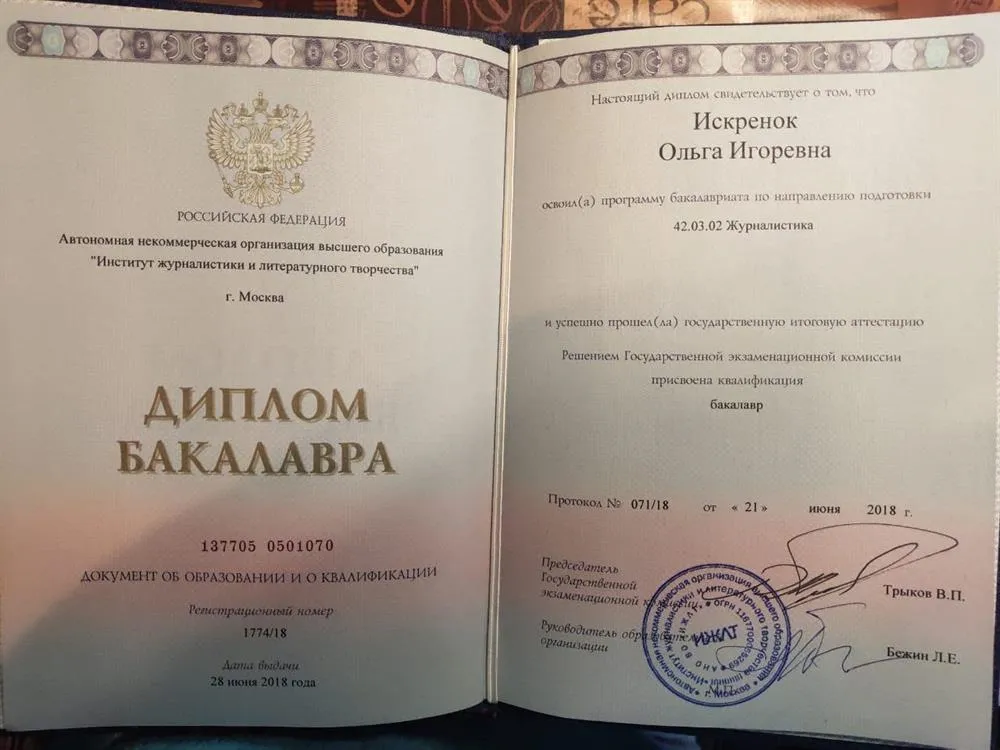 РОССИЙСКАЯ ФЕДЕРАЦИЯ
Автономная некоммерческая организация высшего образования
"Институт журналистики и литературного творчества"
г. Москва
ДИПЛОМ
БАКАЛАВРА
137705 0501070
ДОКУМЕНТ ОБ ОБРАЗОВАНИИ И О КВАЛИФИКАЦИИ
Регистрационный номер
1774/18
Дата выдачи
28 июня 2018 года
Настоящий диплом свидетельствует о том, что
Искренок
Ольга Игоревна
освоил(а) программу бакалавриата по направлению подготовки
42.03.02 Журналистика
и успешно прошел(ла) государственную итоговую аттестацию
Решением Государственной экзаменационной комиссии
присвоена квалификация
бакалавр
Протокол № 071/18 от « 21 » июня 2018 г.
Председатель
Государственной
экзаменационной
Трыков В.П.
Руководитель
организации
Бежин Л.Е.
ИЖЛТ
М.П.